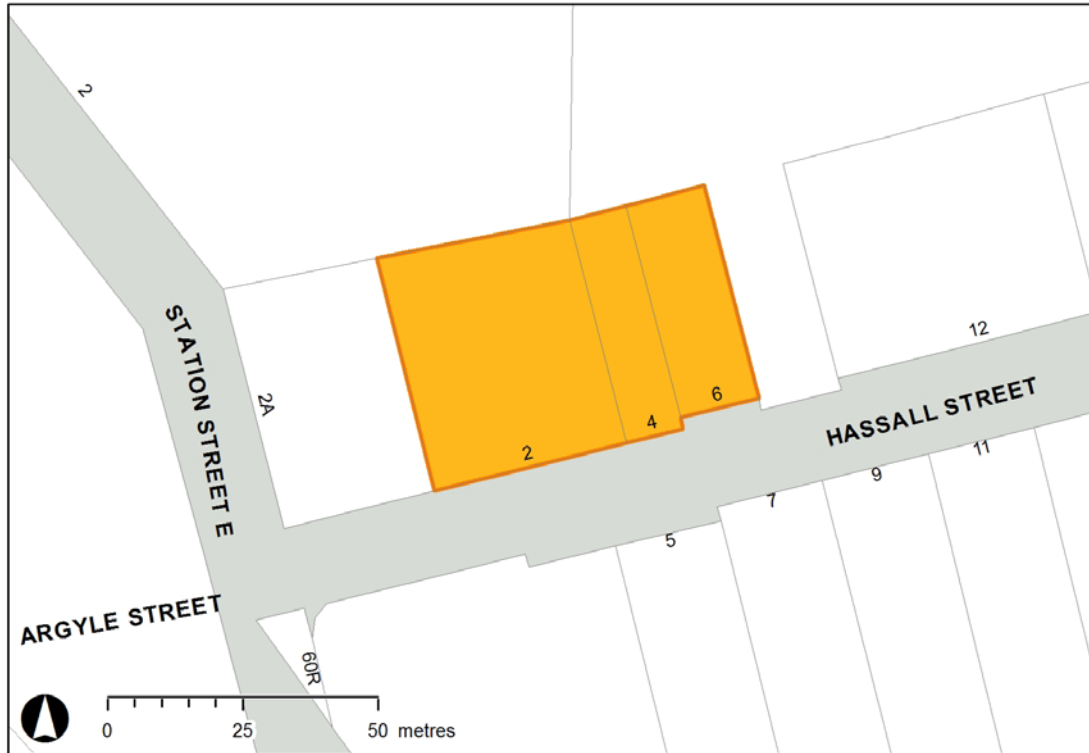 2
12
STATION STREET E
2A
6
HASSALL STREET
4
2
11
9
7
5
ARGYLE STREET
60R
0 25 50 metres